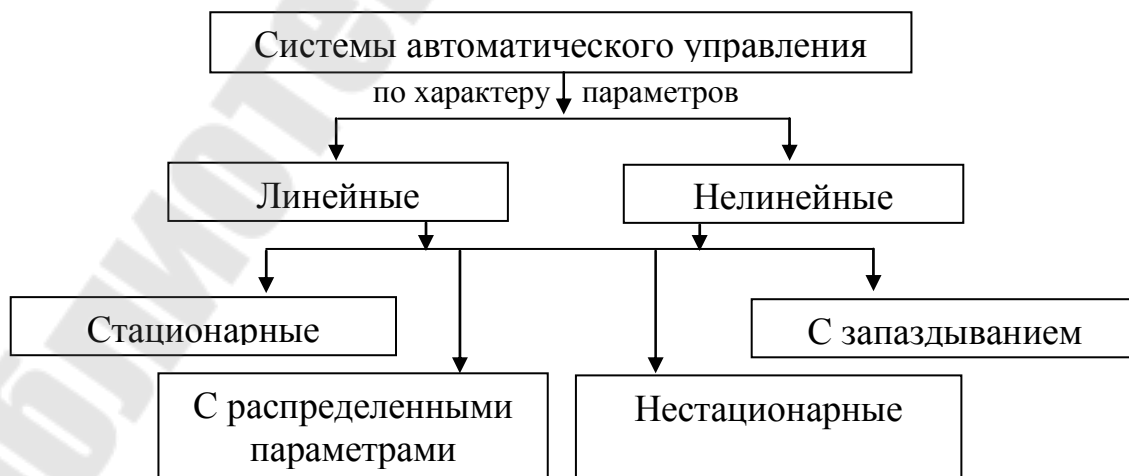 Системы автоматического управления
по характеру параметров
Линейные
Нелинейные
Стационарные
С запаздыванием
С распределенными
параметрами
Нестационарные